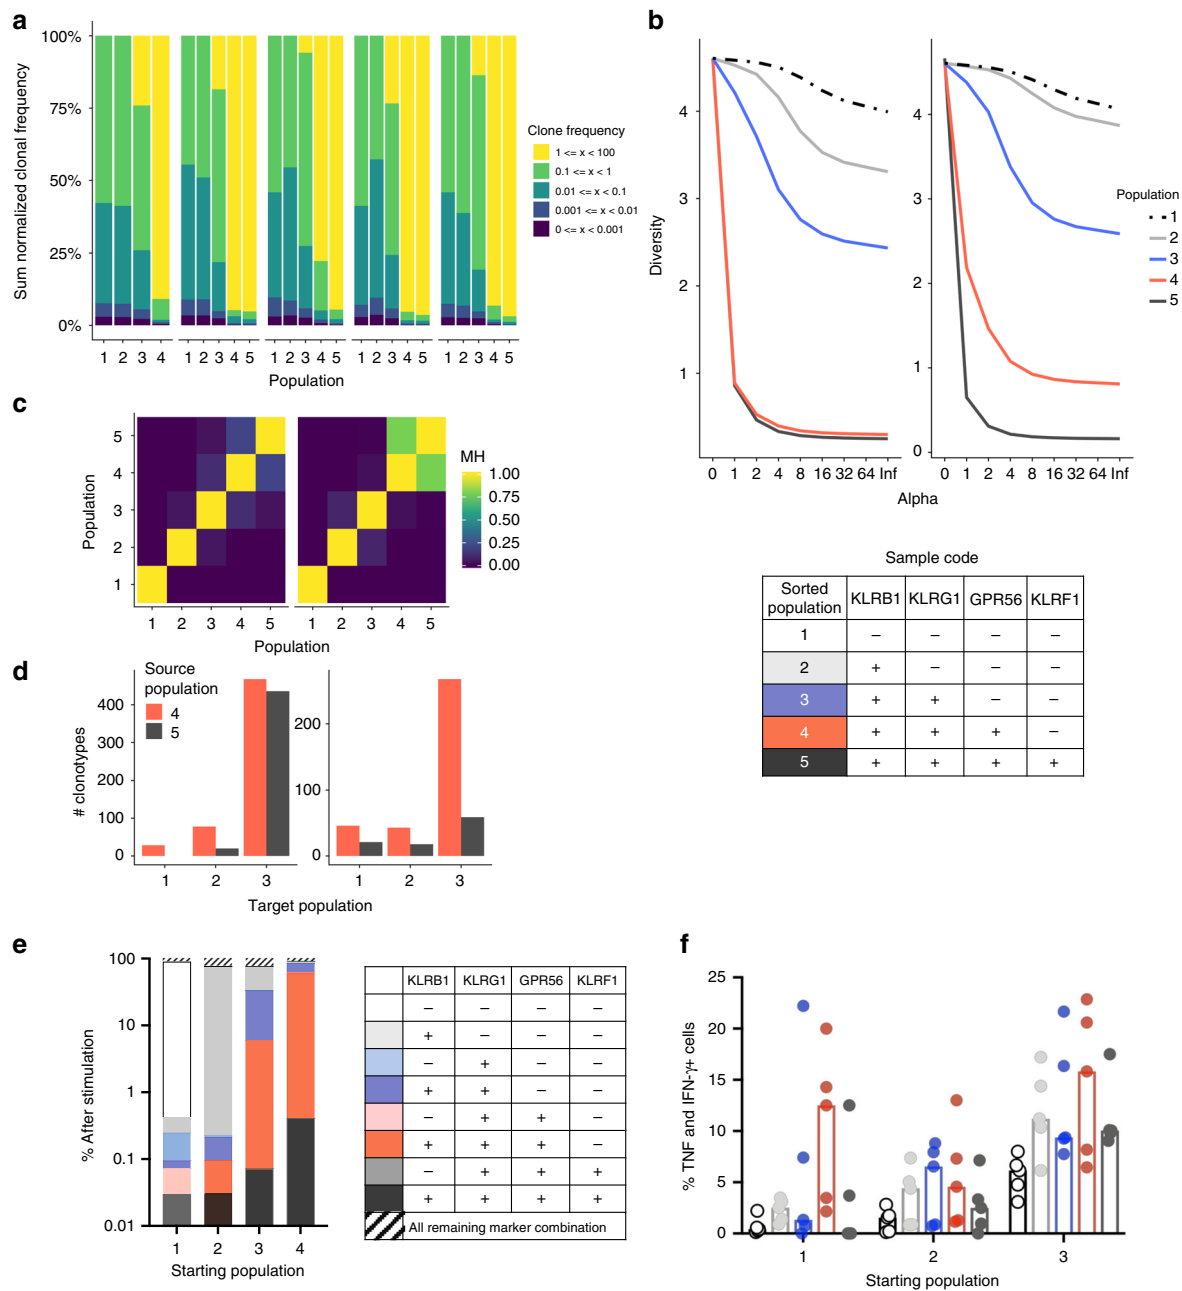 a
100%
75%
50%
25%
0%
Sum normalized clonal frequency
1 2 3 4
1 2 3 4 5
1 2 3 4 5
1 2 3 4 5
1 2 3 4 5
Population
Clone frequency
1 <= x < 100
0.1 <= x < 1
0.01 <= x < 0.1
0.001 <= x < 0.01
0 <= x < 0.001
b
Diversity
4
3
2
1
0 1 2 4 8 16 32 64 Inf
4
3
2
1
0
0 1 2 4 8 16 32 64 Inf
Alpha
Population
1
2
3
4
5
c
Population
5
4
3
2
1
1 2 3 4 5
1 2 3 4 5
Population
MH
1.00
0.75
0.50
0.25
0.00
Sample code
Sorted population KLRB1 KLRG1 GPR56 KLRF1
1 – – – –
2 + – – –
3 + + – –
4 + + + –
5 + + + +
d
Source
population
4
5
# clonotypes
400
300
200
100
0
1 2 3
200
100
0
1 2 3
Target population
e
% After stimulation
100
10
1
0.1
0.01
1 2 3 4
Starting population
KLRB1 KLRG1 GPR56 KLRF1
– – – –
+ – – –
– + – –
+ + – –
– + + –
+ + + –
– + + +
+ + + +
All remaining marker combination
f
% TNF and IFN-γ+ cells
25
20
15
10
5
0
1 2 3
Starting population